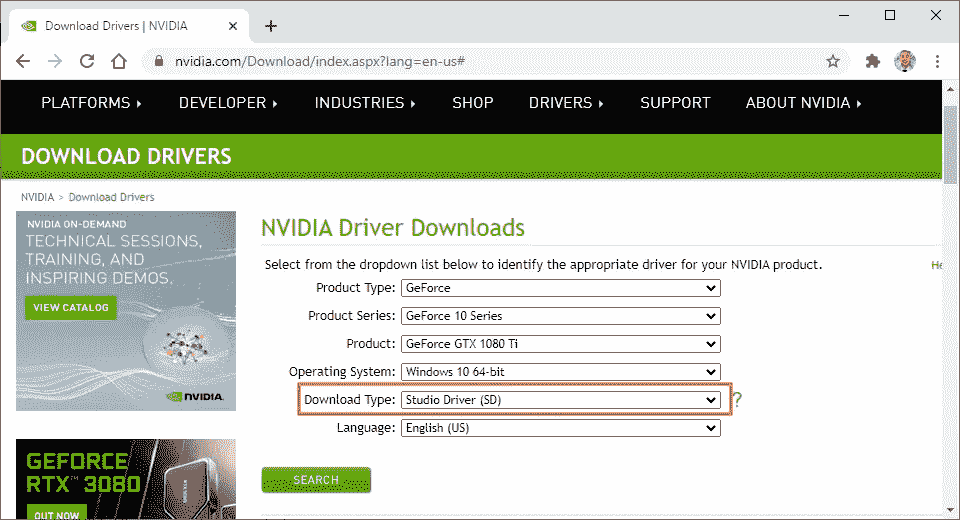 Download Drivers | NVIDIA
nvidia.com/Download/index.aspx?lang=en-us#
PLATFORMS DEVELOPER INDUSTRIES SHOP DRIVERS SUPPORT ABOUT NVIDIA
DOWNLOAD DRIVERS
NVIDIA > Download Drivers
NVIDIA ON-DEMAND
TECHNICAL SESSIONS,
TRAINING, AND
INSPIRING DEMOS.
VIEW CATALOG
NVIDIA.
GEFORCE
RTX™ 3080
OUT NOW
NVIDIA Driver Downloads
Select from the dropdown list below to identify the appropriate driver for your NVIDIA product.
He
Product Type: GeForce
Product Series: GeForce 10 Series
Product: GeForce GTX 1080 Ti
Operating System: Windows 10 64-bit
Download Type: Studio Driver (SD) ?
Language: English (US)
SEARCH